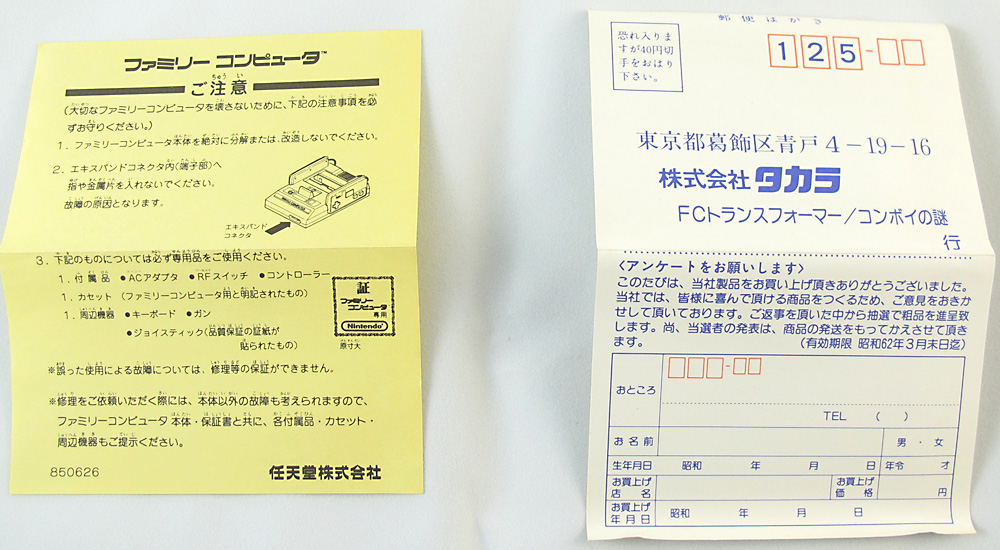 ファミリー コンピュータ™
ご注意
(大切なファミリーコンピュータを壊さないために、下記の注意事項を必
ずお守りください。)
1. ファミリーコンピュータ本体を絶対に分解または、改造しないでください。
2. エキスパンドコネクタ内(端子部)へ
指や金属片を入れないでください。
故障の原因となります。
エキスパンド
コネクタ
3. 下記のものについては必ず専用品をご使用ください。
1. 付属品 ●ACアダプタ ●RFスイッチ ●コントローラー
1. カセット (ファミリーコンピュータ用と明記されたもの)
1. 周辺機器 ●キーボード ●ガン
●ジョイスティック(品質保証の証紙が
貼られたもの)
証
ファミリー
コンピュータ
専用
Nintendo
原寸大
※誤った使用による故障については、修理等の保証ができません。
※修理をご依頼いただく際には、本体以外の故障も考えられますので、
ファミリーコンピュータ 本体・保証書と共に、各付属品・カセット・
周辺機器もご提示ください。
850626
任天堂株式会社
郵便はがき
恐れ入りま
すが40円切
手をおはり
下さい。
125-
東京都葛飾区青戸4-19-16
株式会社 タカラ
FCトランスフォーマー/コンボイの謎
行
〈アンケートをお願いします〉
このたびは、当社製品をお買い上げ頂きありがとうございました。
当社では、皆様に喜んで頂ける商品をつくるため、ご意見をおきか
せして頂いております。ご返事を頂いた中から抽選で粗品を進呈致
します。尚、当選者の発表は、商品の発送をもってかえさせて頂き
ます。 (有効期限 昭和62年3月末日迄)
おところ
TEL ( )
お名前
男・女
生年月日 昭和 年 月 日 年令 才
お買上げ
店名
お買上げ
価格
円
お買上げ
年月日
昭和 年 月 日